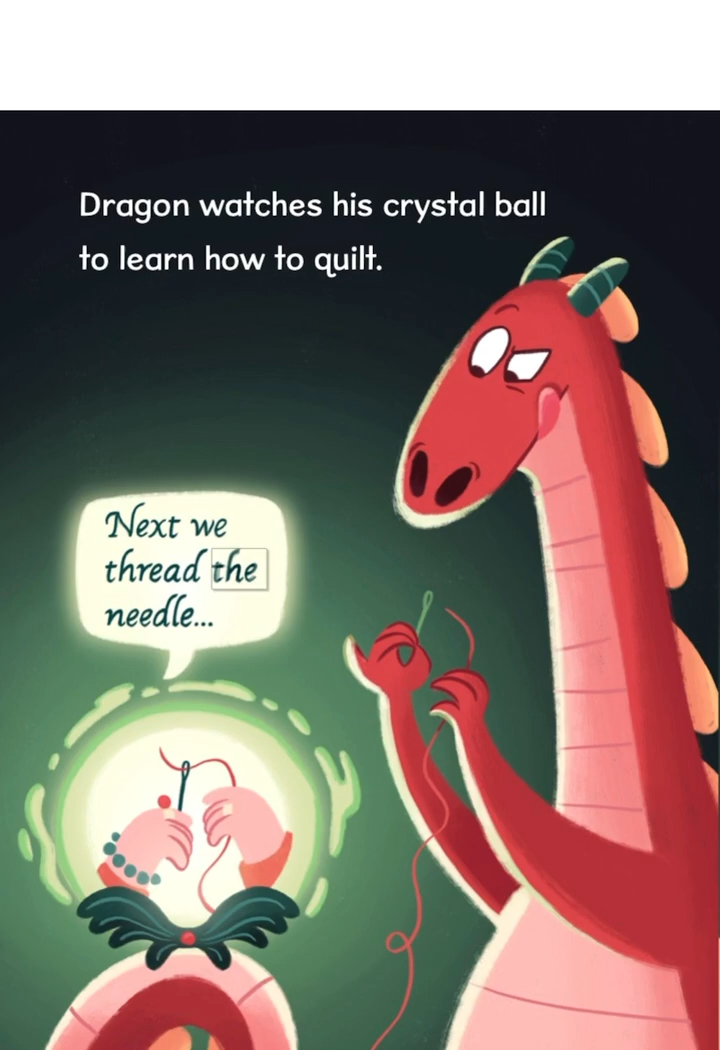 Dragon watches his crystal ball
to learn how to quilt.
Next we
thread the
needle...